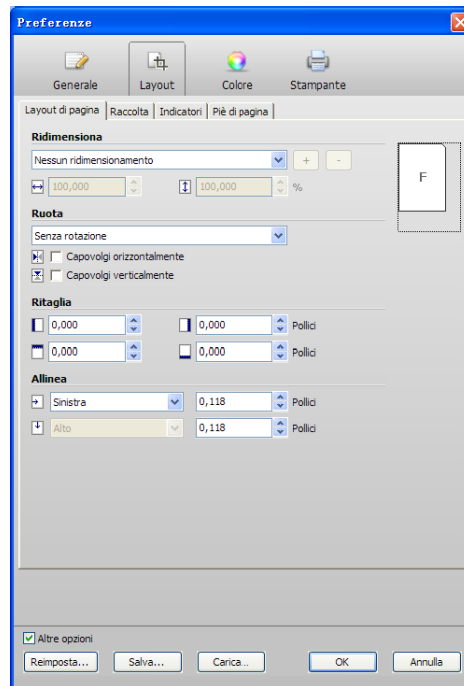 Preferenze
Generale Layout Colore Stampante
Layout di pagina Raccolta Indicatori Piè di pagina
Ridimensiona
Nessun ridimensionamento + -
100,000 100,000 %
F
Ruota
Senza rotazione
Capovolgi orizzontalmente
Capovolgi verticalmente
Ritaglia
0,000 0,000 Pollici
0,000 0,000 Pollici
Allinea
Sinistra 0,118 Pollici
Alto 0,118 Pollici
Altre opzioni
Reimposta... Salva... Carica... OK Annulla